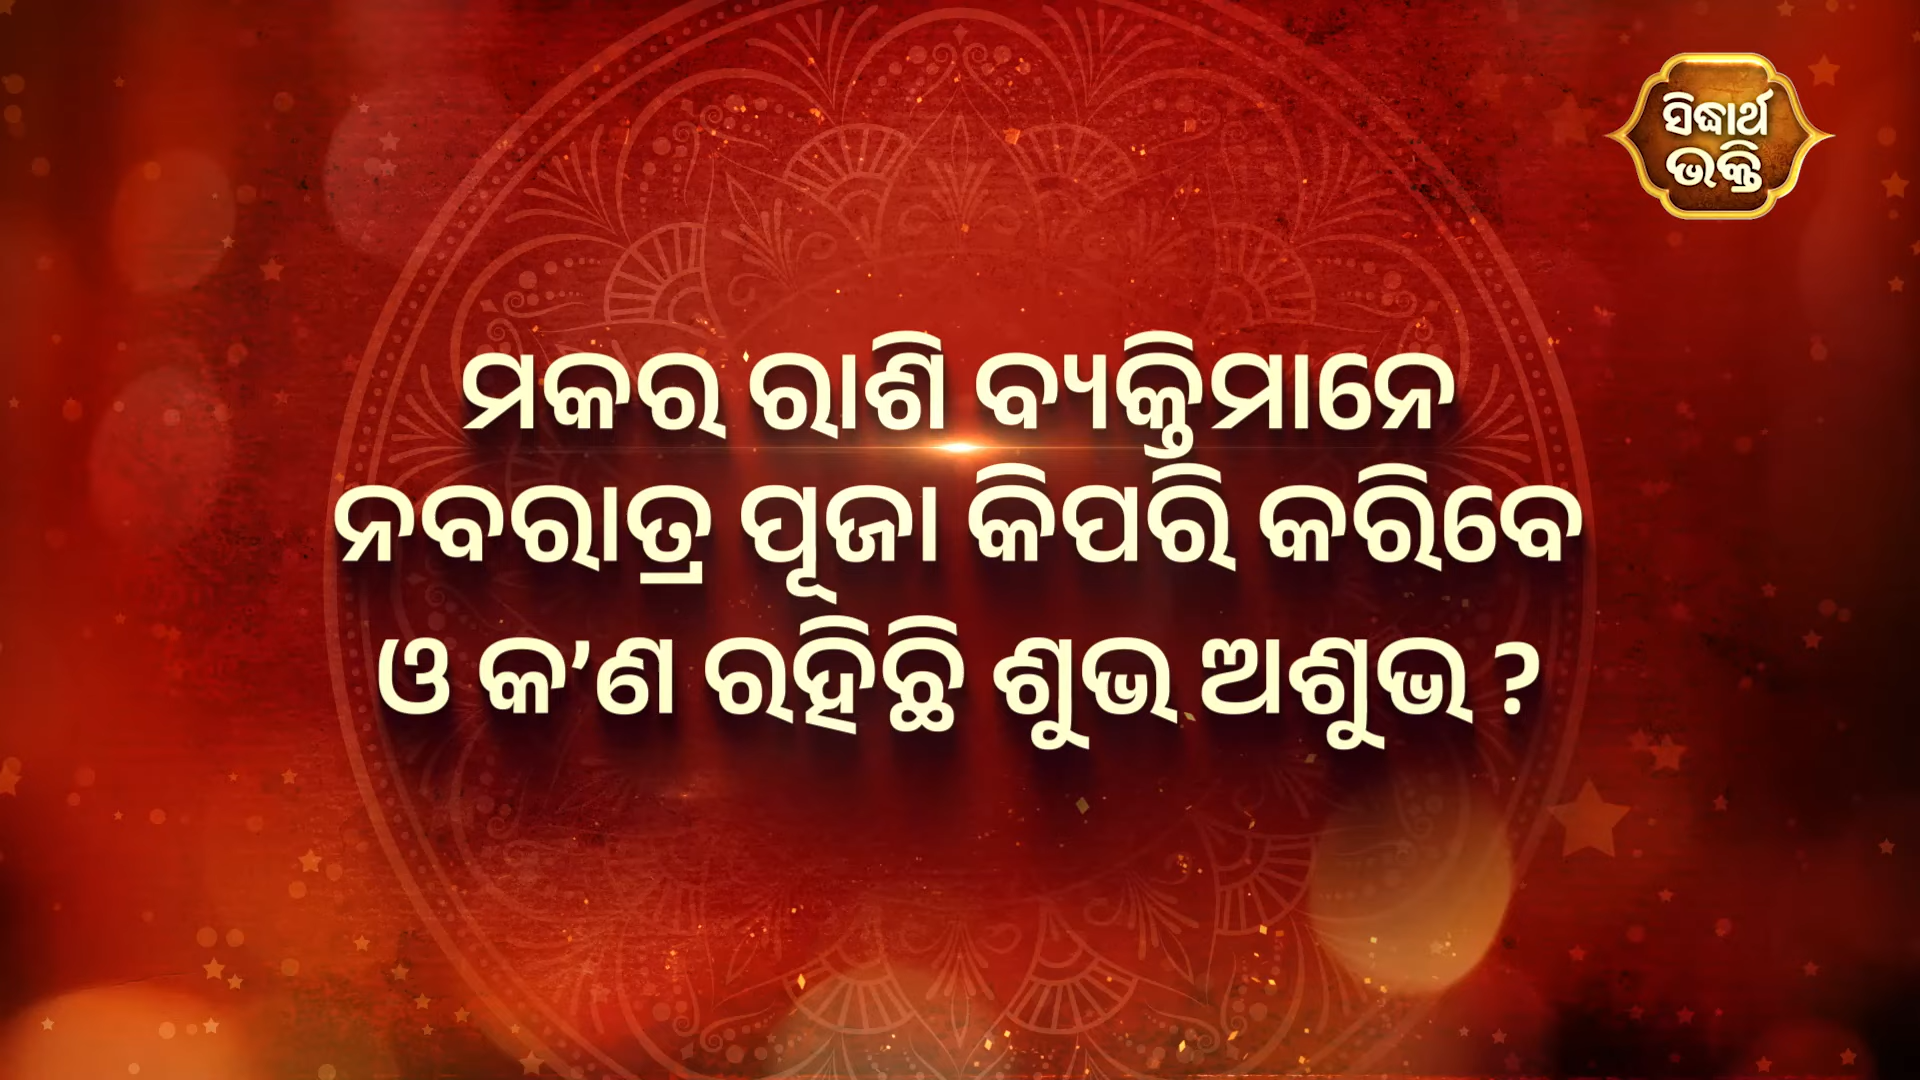 ସିଦ୍ଧାର୍ଥ
ଭକ୍ତି
ମକର ରାଶି ବ୍ୟକ୍ତିମାନେ
ନବରାତ୍ର ପୂଜା କିପରି କରିବେ
ଓ କ’ଣ ରହିଛି ଶୁଭ ଅଶୁଭ ?